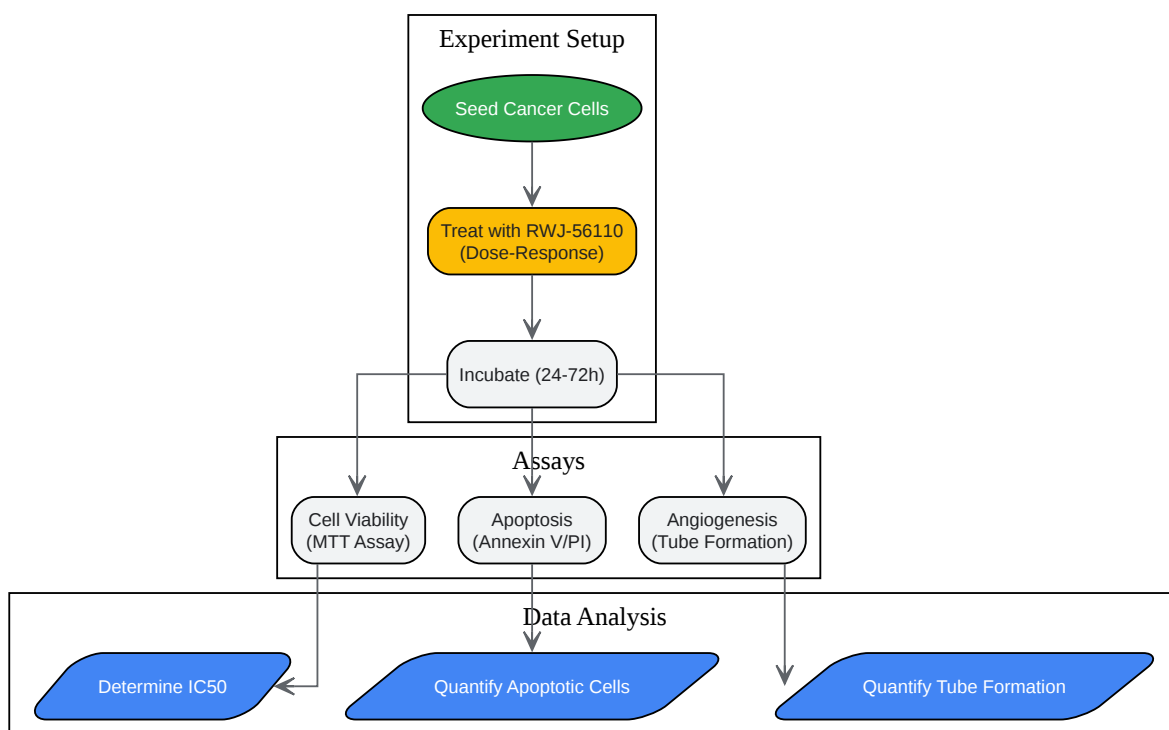 Experiment Setup
Seed Cancer Cells
Treat with RWJ-56110
(Dose-Response)
Incubate (24-72h)
Assays
Cell Viability
(MTT Assay)
Apoptosis
(Annexin V/PI)
Angiogenesis
(Tube Formation)
Data Analysis
Determine IC50
Quantify Apoptotic Cells
Quantify Tube Formation